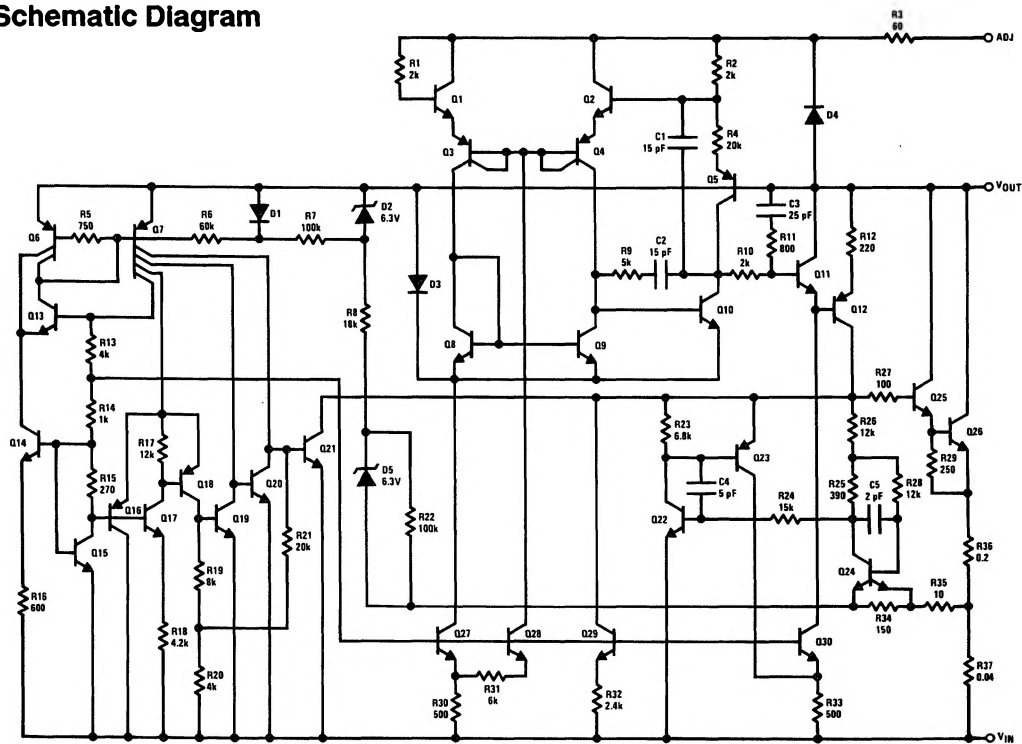 Schematic Diagram
R3
60
ADJ
R1
2k
Q1
Q2
R2
2k
D4
C1
15 pF
R4
20k
Q3
Q4
Q5
VOUT
R5
750
R6
60k
D1
R7
100k
D2
6.3V
C3
25 pF
R11
800
R12
220
Q6
Q7
R9
5k
C2
15 pF
R10
2k
Q11
D3
Q12
Q13
R8
18k
Q8
Q9
Q10
R13
4k
R27
100
Q25
R14
1k
R23
6.8k
R26
12k
Q26
Q14
R17
12k
Q21
R29
250
R15
270
Q18
Q20
D5
6.3V
C4
5 pF
Q23
R25
390
C5
2 pF
R28
12k
Q16
Q17
Q19
R22
100k
Q22
R24
15k
R21
20k
R36
0.2
Q15
R19
8k
Q24
R35
10
R16
600
R34
150
R18
4.2k
Q27
Q28
Q29
Q30
R37
0.04
R20
4k
R31
6k
R30
500
R32
2.4k
R33
500
VIN